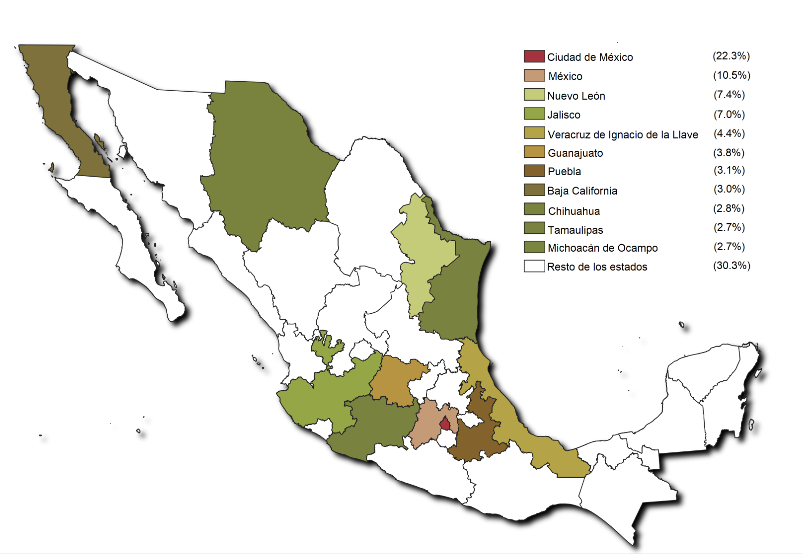 Ciudad de México (22.3%)
México (10.5%)
Nuevo León (7.4%)
Jalisco (7.0%)
Veracruz de Ignacio de la Llave (4.4%)
Guanajuato (3.8%)
Puebla (3.1%)
Baja California (3.0%)
Chihuahua (2.8%)
Tamaulipas (2.7%)
Michoacán de Ocampo (2.7%)
Resto de los estados (30.3%)